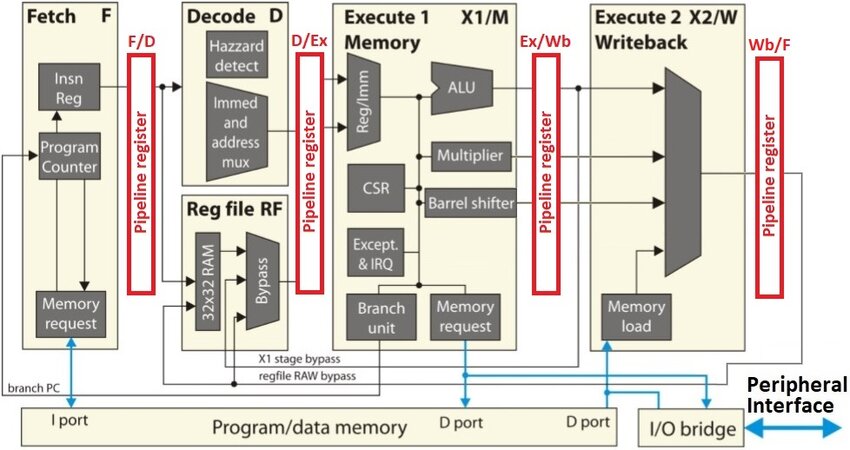 Fetch F
F/D
Decode D
D/Ex
Execute 1 X1/M
Memory
Ex/Wb
Execute 2 X2/W
Writeback
Wb/F
Insn
Reg
Program
Counter
Memory
request
Pipeline register
Hazzard
detect
Immed
and
address
mux
Reg file RF
32x32 RAM
Bypass
Pipeline register
Reg/Imm
ALU
Multiplier
CSR
Barrel shifter
Except.
& IRQ
Branch
unit
Memory
request
Pipeline register
Memory
load
Pipeline register
X1 stage bypass
regfile RAW bypass
branch PC
I port
Program/data memory
D port
D port
I/O bridge
Peripheral
Interface